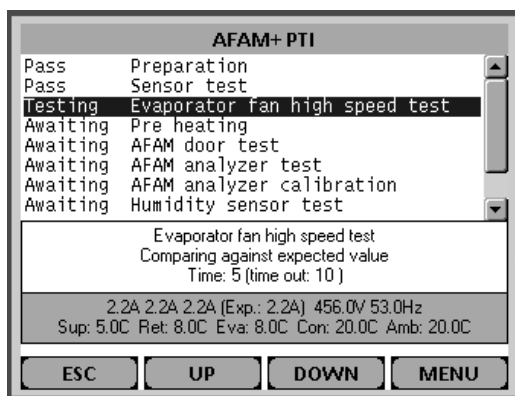 AFAM+ PTI
Pass Preparation
Pass Sensor test
Testing Evaporator fan high speed test
Awaiting Pre heating
Awaiting AFAM door test
Awaiting AFAM analyzer test
Awaiting AFAM analyzer calibration
Awaiting Humidity sensor test
Evaporator fan high speed test
Comparing against expected value
Time: 5 (time out: 10 )
2.2A 2.2A 2.2A (Exp.: 2.2A) 456.0V 53.0Hz
Sup: 5.0C Ret: 8.0C Eva: 8.0C Con: 20.0C Amb: 20.0C
ESC UP DOWN MENU